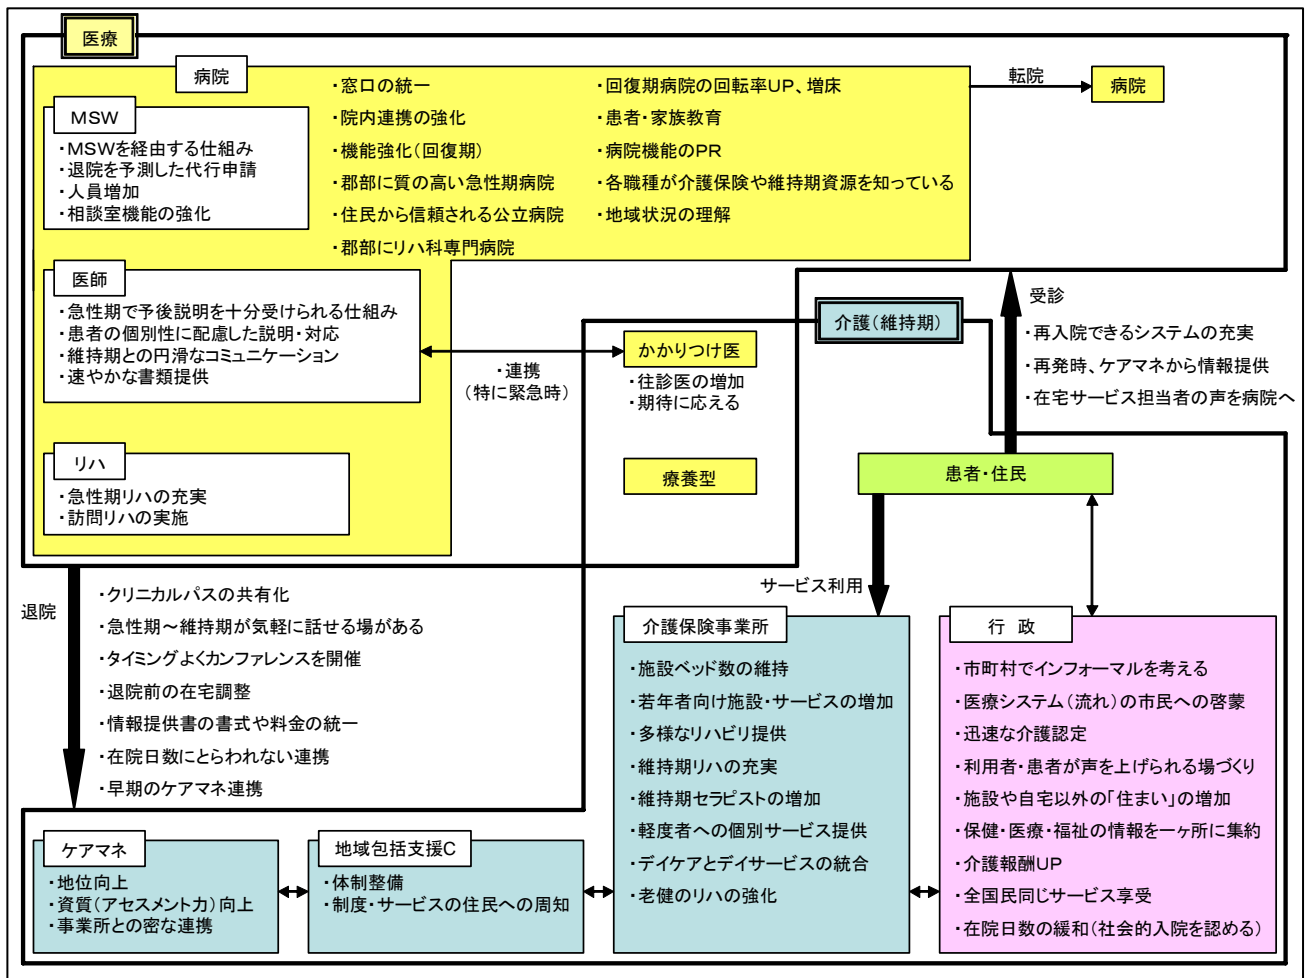 医療
病院
・窓口の統一
・院内連携の強化
・機能強化(回復期)
・郡部に質の高い急性期病院
・住民から信頼される公立病院
・郡部にリハ科専門病院
・回復期病院の回転率UP、増床
・患者・家族教育
・病院機能のPR
・各職種が介護保険や維持期資源を知っている
・地域状況の理解
転院
病院
MSW
・MSWを経由する仕組み
・退院を予測した代行申請
・人員増加
・相談室機能の強化
医師
・急性期で予後説明を十分受けられる仕組み
・患者の個別性に配慮した説明・対応
・維持期との円滑なコミュニケーション
・速やかな書類提供
・連携
(特に緊急時)
かかりつけ医
・往診医の増加
・期待に応える
介護(維持期)
受診
・再入院できるシステムの充実
・再発時、ケアマネから情報提供
・在宅サービス担当者の声を病院へ
リハ
・急性期リハの充実
・訪問リハの実施
療養型
患者・住民
サービス利用
退院
・クリニカルパスの共有化
・急性期～維持期が気軽に話せる場がある
・タイミングよくカンファレンスを開催
・退院前の在宅調整
・情報提供書の書式や料金の統一
・在院日数にとらわれない連携
・早期のケアマネ連携
ケアマネ
・地位向上
・資質(アセスメント力)向上
・事業所との密な連携
地域包括支援C
・体制整備
・制度・サービスの住民への周知
介護保険事業所
・施設ベッド数の維持
・若年者向け施設・サービスの増加
・多様なリハビリ提供
・維持期リハの充実
・維持期セラピストの増加
・軽度者への個別サービス提供
・デイケアとデイサービスの統合
・老健のリハの強化
行 政
・市町村でインフォーマルを考える
・医療システム(流れ)の市民への啓蒙
・迅速な介護認定
・利用者・患者が声を上げられる場づくり
・施設や自宅以外の「住まい」の増加
・保健・医療・福祉の情報を一ヶ所に集約
・介護報酬UP
・全国民同じサービス享受
・在院日数の緩和(社会的入院を認める)